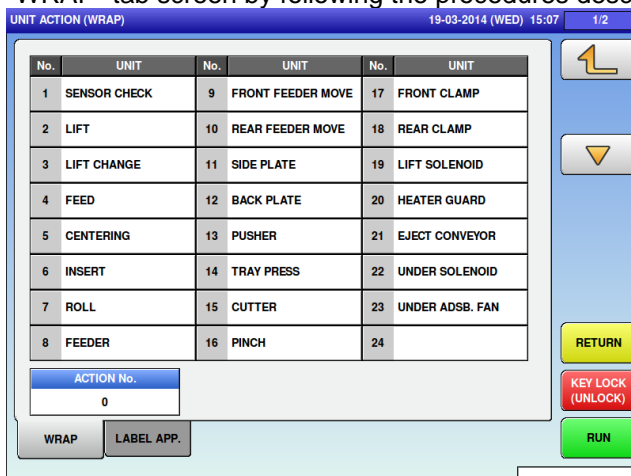 "WRAP" tab screen by following the procedures desc
UNIT ACTION (WRAP) 19-03-2014 (WED) 15:07 1/2
No. UNIT No. UNIT No. UNIT
1 SENSOR CHECK 9 FRONT FEEDER MOVE 17 FRONT CLAMP
2 LIFT 10 REAR FEEDER MOVE 18 REAR CLAMP
3 LIFT CHANGE 11 SIDE PLATE 19 LIFT SOLENOID
4 FEED 12 BACK PLATE 20 HEATER GUARD
5 CENTERING 13 PUSHER 21 EJECT CONVEYOR
6 INSERT 14 TRAY PRESS 22 UNDER SOLENOID
7 ROLL 15 CUTTER 23 UNDER ADSB. FAN
8 FEEDER 16 PINCH 24
RETURN
ACTION No.
0
KEY LOCK
(UNLOCK)
WRAP LABEL APP. RUN